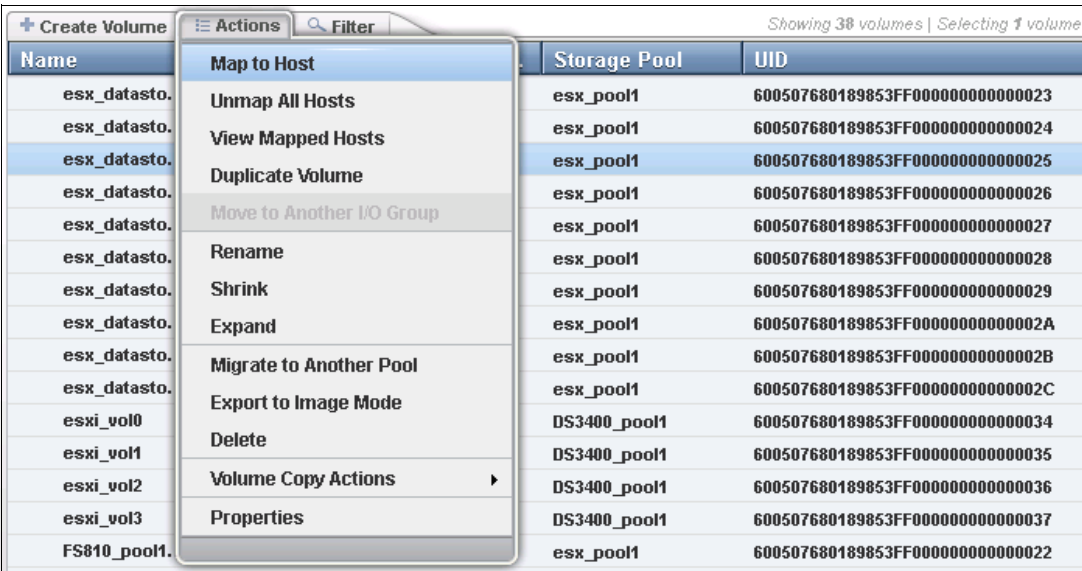 Create Volume Actions Filter Showing 38 volumes | Selecting 1 volume
Name . Storage Pool UID
Map to Host
Unmap All Hosts
View Mapped Hosts
Duplicate Volume
Move to Another I/O Group
Rename
Shrink
Expand
Migrate to Another Pool
Export to Image Mode
Delete
Volume Copy Actions
Properties
esx_datasto. esx_pool1 600507680189853FF000000000000023
esx_datasto. esx_pool1 600507680189853FF000000000000024
esx_datasto. esx_pool1 600507680189853FF000000000000025
esx_datasto. esx_pool1 600507680189853FF000000000000026
esx_datasto. esx_pool1 600507680189853FF000000000000027
esx_datasto. esx_pool1 600507680189853FF000000000000028
esx_datasto. esx_pool1 600507680189853FF000000000000029
esx_datasto. esx_pool1 600507680189853FF00000000000002A
esx_datasto. esx_pool1 600507680189853FF00000000000002B
esx_datasto. esx_pool1 600507680189853FF00000000000002C
esxi_vol0 DS3400_pool1 600507680189853FF000000000000034
esxi_vol1 DS3400_pool1 600507680189853FF000000000000035
esxi_vol2 DS3400_pool1 600507680189853FF000000000000036
esxi_vol3 DS3400_pool1 600507680189853FF000000000000037
FS810_pool1. esx_pool1 600507680189853FF000000000000022